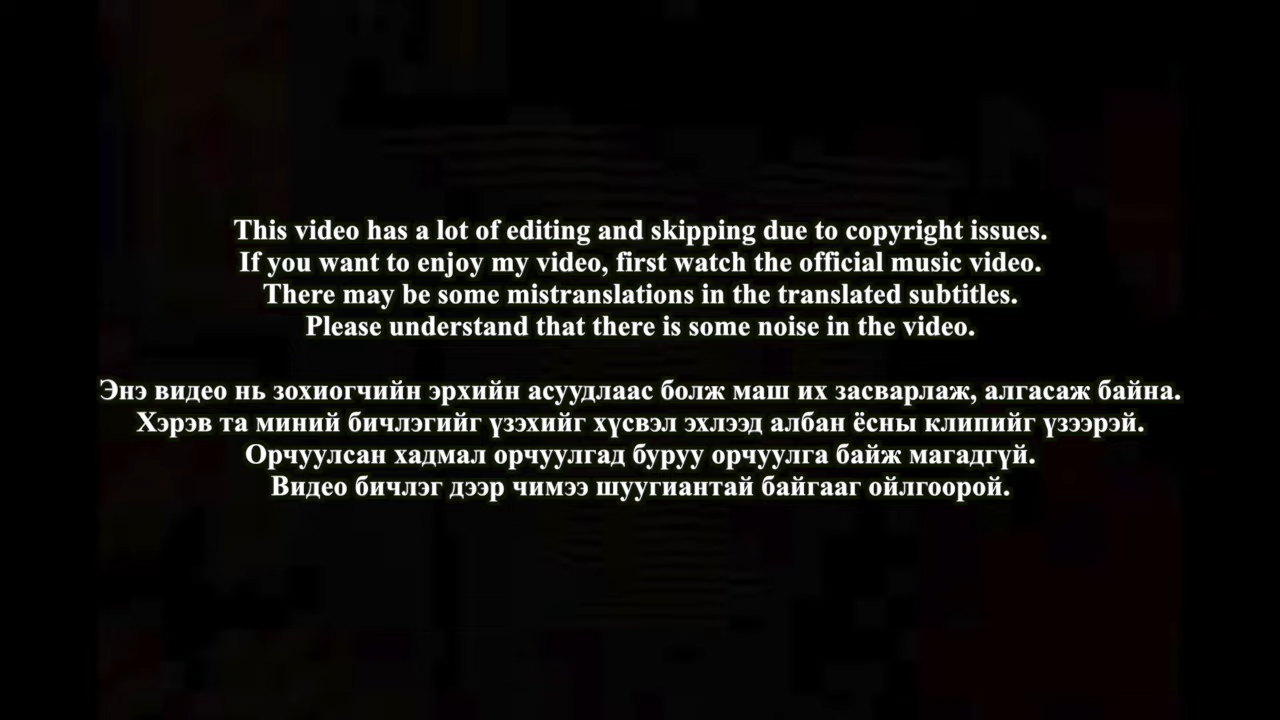 This video has a lot of editing and skipping due to copyright issues.
If you want to enjoy my video, first watch the official music video.
There may be some mistranslations in the translated subtitles.
Please understand that there is some noise in the video.
Энэ видео нь зохиогчийн эрхийн асуудлаас болж маш их засварлаж, алгасаж байна.
Хэрэв та миний бичлэгийг үзэхийг хүсвэл эхлээд албан ёсны клипийг үзээрэй.
Орчуулсан хадмал орчуулгад буруу орчуулга байж магадгүй.
Видео бичлэг дээр чимээ шуугиантай байгааг ойлгоорой.